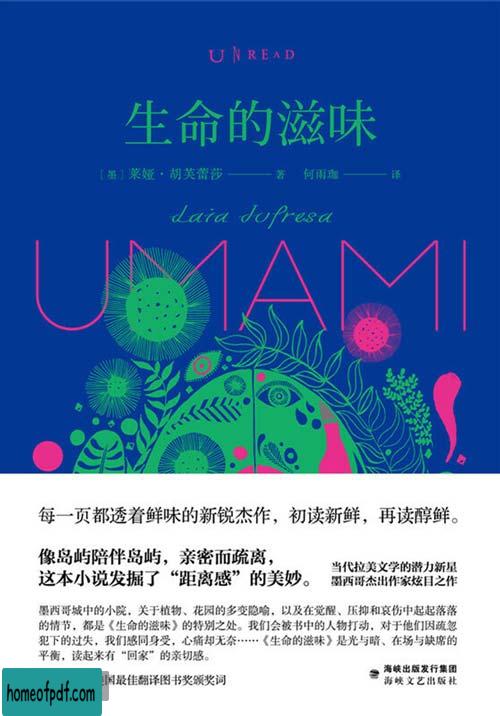 UNREAD
生命的滋味
[墨] 莱娅·胡芙蕾莎 著 何雨珈 译
Laia Jufresa
UMAMI
每一页都透着鲜味的新锐杰作，初读新鲜，再读醇鲜。
像岛屿陪伴岛屿，亲密而疏离，
这本小说发掘了“距离感”的美妙。
当代拉美文学的潜力新星
墨西哥杰出作家炫目之作
墨西哥城中的小院，关于植物、花园的多变隐喻，以及在觉醒、压抑和哀伤中起起落落
的情节，都是《生命的滋味》的特别之处。我们会被书中的人物打动，对于他们因疏忽
犯下的过失，我们感同身受，心痛却无奈……《生命的滋味》是光与暗、在场与缺席的
平衡，读起来有“回家”的亲切感。
国最佳翻译图书奖颁奖词
海峡出版发行集团
海峡文艺出版社
homeofpdf.com